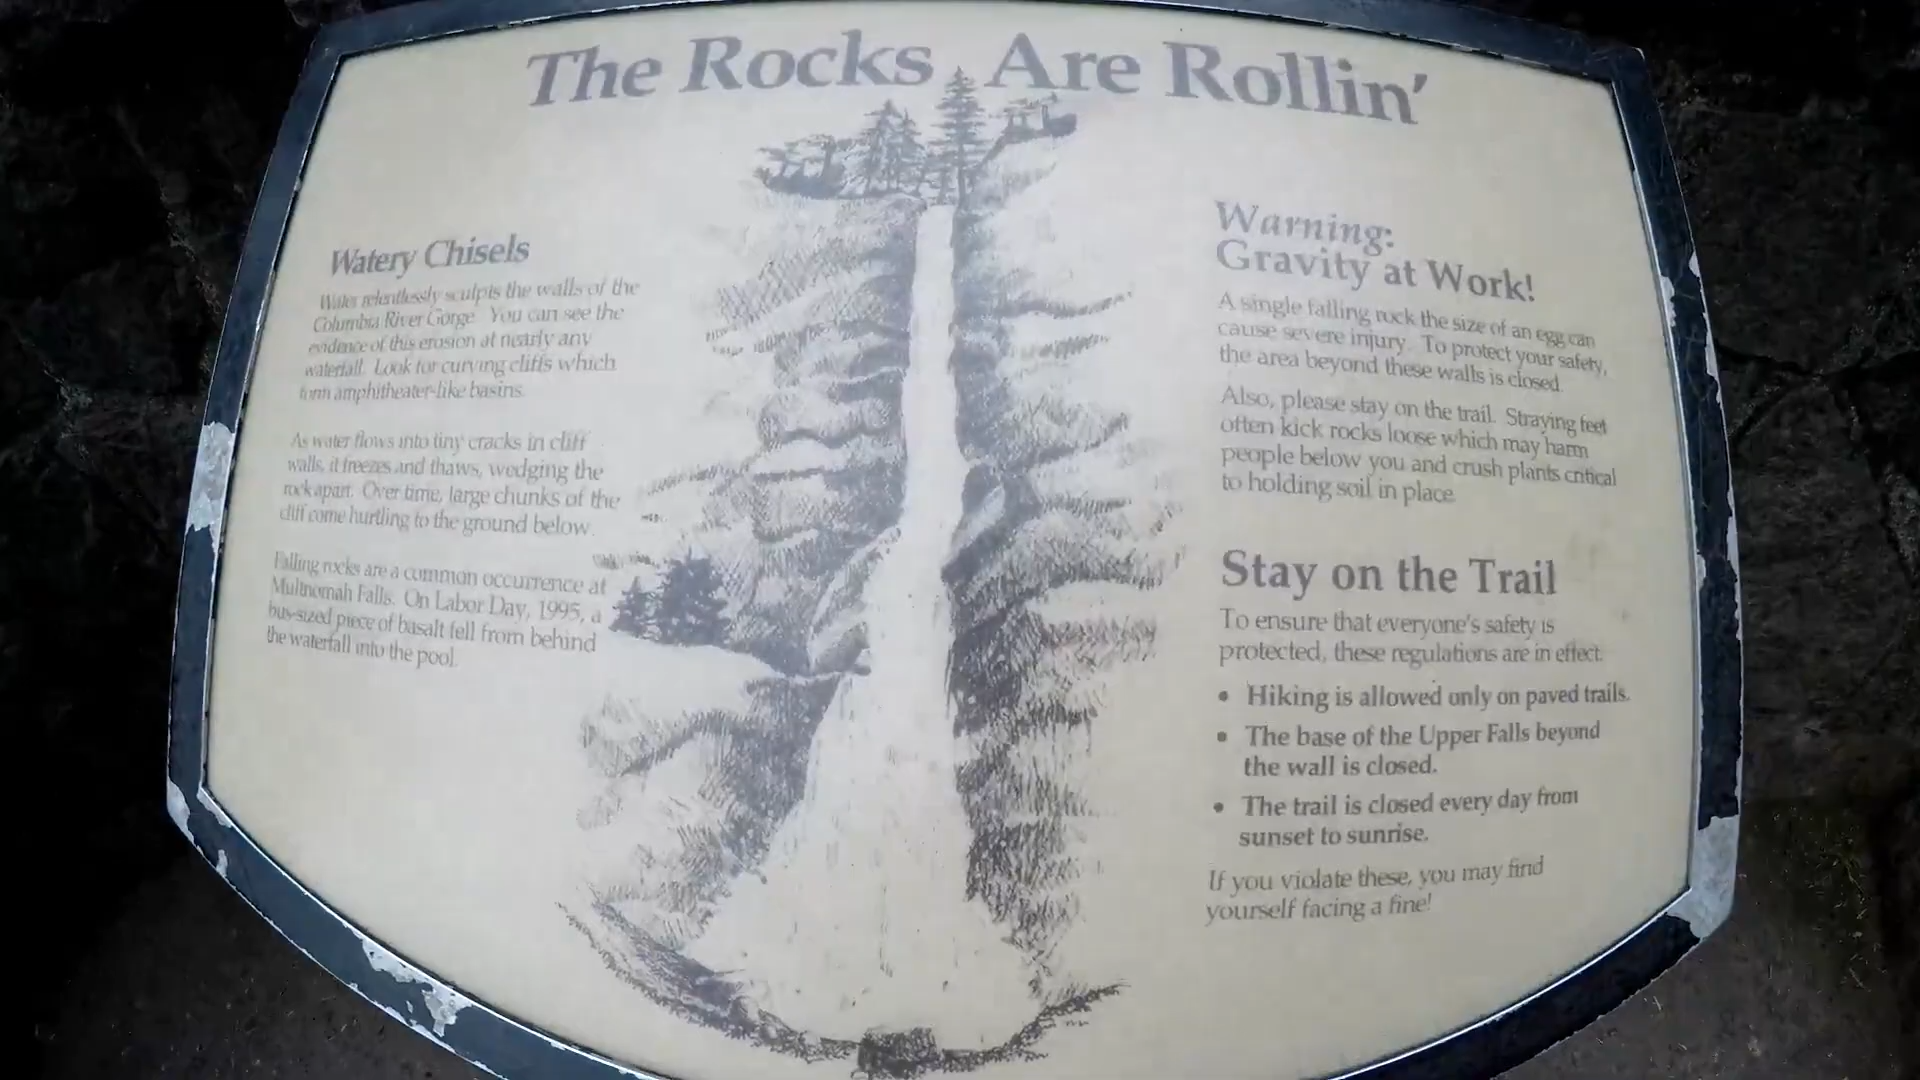 The Rocks Are Rollin'
Watery Chisels
Water relentlessly sculpts the walls of the
Columbia River Gorge. You can see the
evidence of this erosion at nearly any
waterfall. Look for curving cliffs which
form amphitheater-like basins.
As water flows into tiny cracks in cliff
walls, it freezes and thaws, wedging the
rock apart. Over time, large chunks of the
cliff come hurtling to the ground below.
Falling rocks are a common occurrence at
Multnomah Falls. On Labor Day, 1995, a
bus-sized piece of basalt fell from behind
the waterfall into the pool.
Warning:
Gravity at Work!
A single falling rock the size of an egg can
cause severe injury. To protect your safety,
the area beyond these walls is closed.
Also, please stay on the trail. Straying feet
often kick rocks loose which may harm
people below you and crush plants critical
to holding soil in place.
Stay on the Trail
To ensure that everyone's safety is
protected, these regulations are in effect:
• Hiking is allowed only on paved trails.
• The base of the Upper Falls beyond
the wall is closed.
• The trail is closed every day from
sunset to sunrise.
If you violate these, you may find
yourself facing a fine!